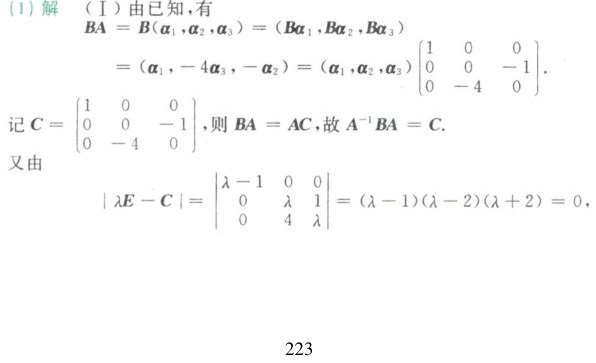 (1) 解 (Ⅰ)由已知,有
BA = B(α₁,α₂,α₃) = (Bα₁,Bα₂,Bα₃)
= (α₁, -4α₃, -α₂) = (α₁,α₂,α₃) (1 0 0
0 0 -1
0 -4 0).
记 C = (1 0 0
0 0 -1
0 -4 0),则 BA = AC,故 A⁻¹BA = C.
又由
|λE - C| = |λ-1 0 0
0 λ 1
0 4 λ| = (λ-1)(λ-2)(λ+2) = 0,
223